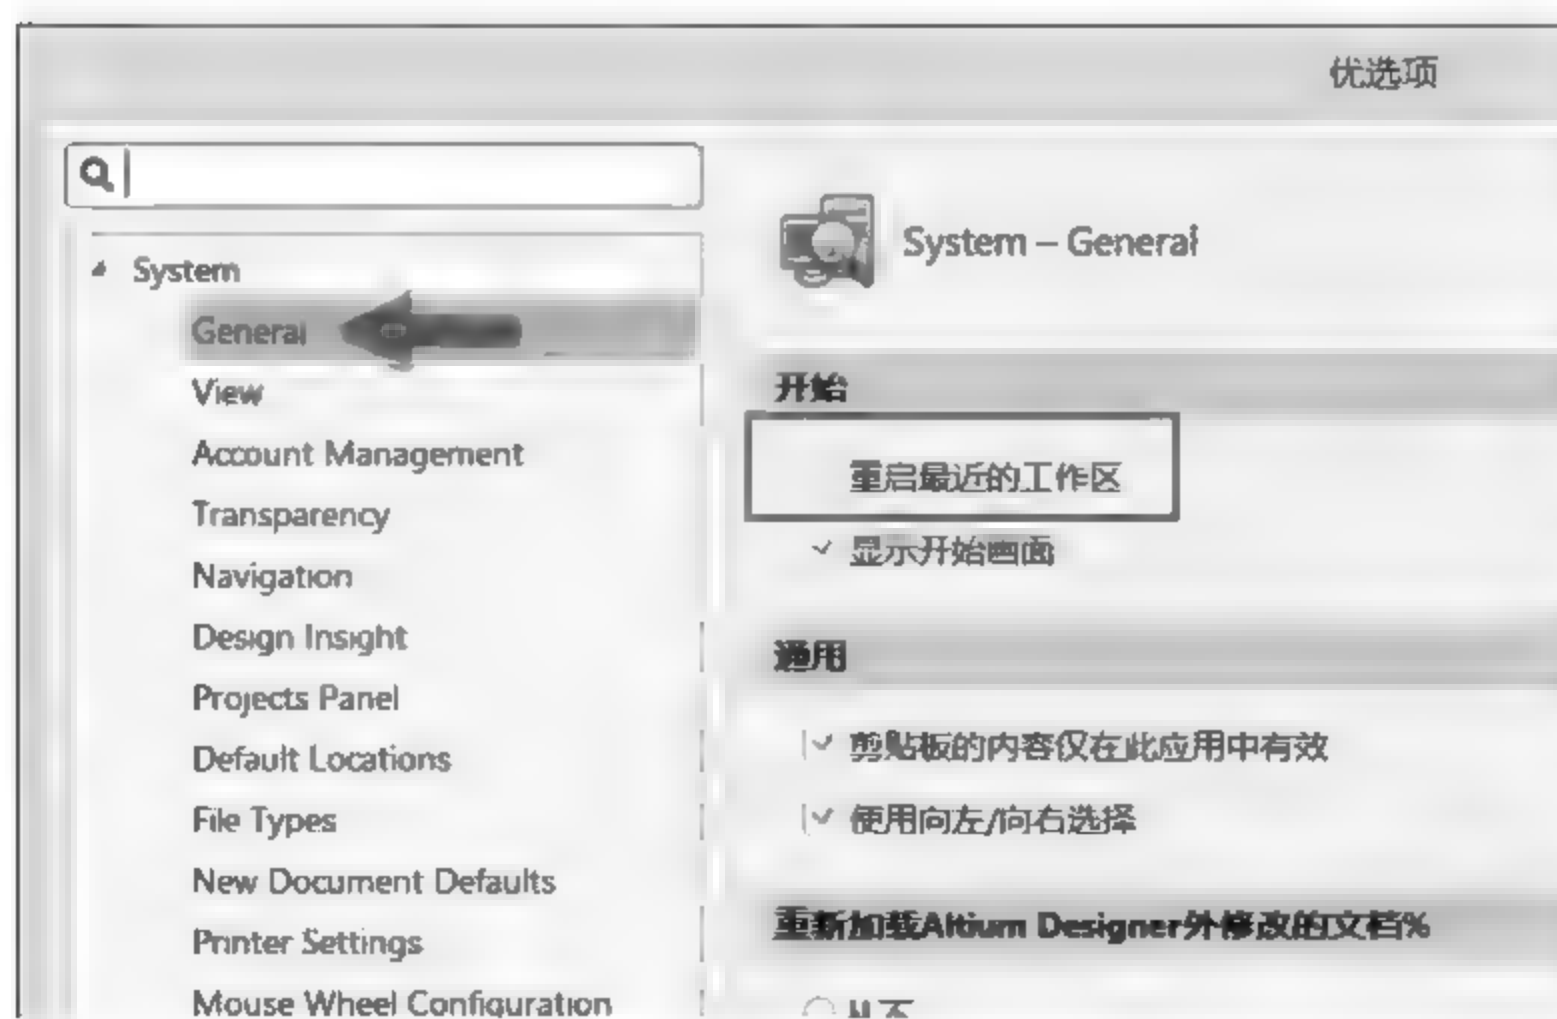 优选项
System
General
View
Account Management
Transparency
Navigation
Design Insight
Projects Panel
Default Locations
File Types
New Document Defaults
Printer Settings
Mouse Wheel Configuration
System – General
开始
重启最近的工作区
显示开始画面
通用
剪贴板的内容仅在此应用中有效
使用向左/向右选择
重新加载Altium Designer外修改的文档%
从不